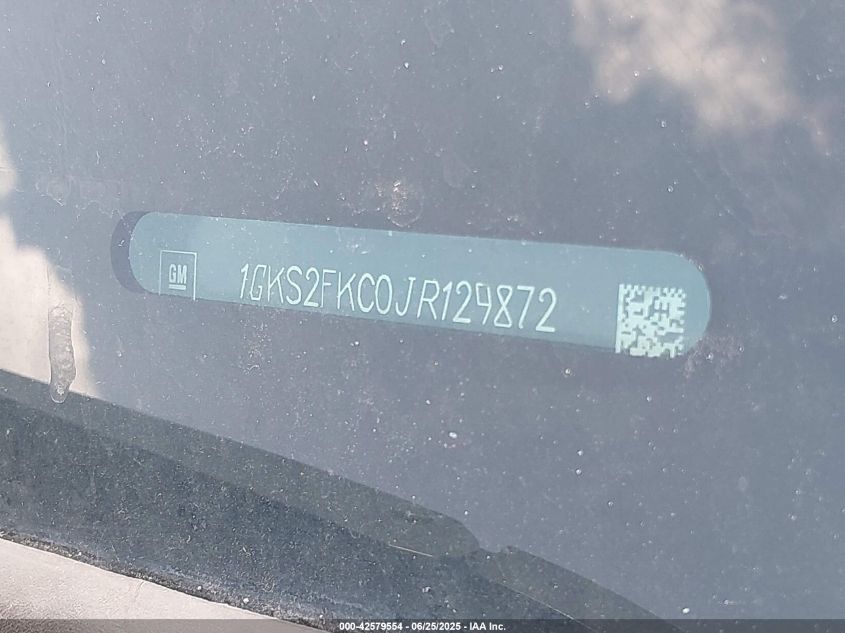 GM
1GKS2FKC0JR129872
000-42579554 - 06/25/2025 - IAA Inc.